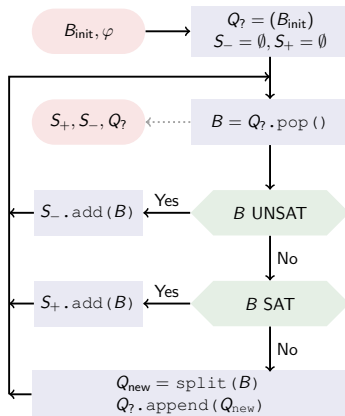 B_init, φ
Q_? = (B_init)
S_− = ∅, S_+ = ∅
S_+, S_−, Q_?
B = Q_?.pop()
S_−.add(B)
Yes
B UNSAT
No
S_+.add(B)
Yes
B SAT
No
Q_new = split(B)
Q_?.append(Q_new)